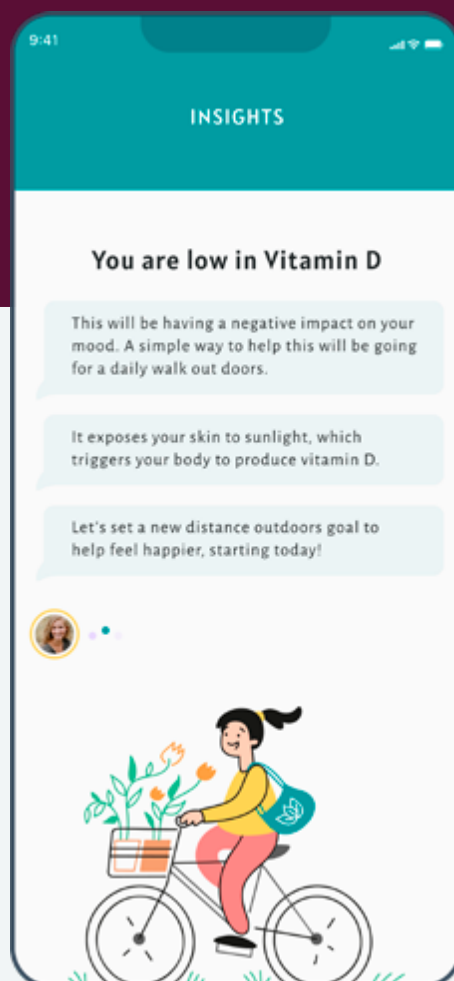 9:41
INSIGHTS
You are low in Vitamin D
This will be having a negative impact on your
mood. A simple way to help this will be going
for a daily walk out doors.
It exposes your skin to sunlight, which
triggers your body to produce vitamin D.
Let's set a new distance outdoors goal to
help feel happier, starting today!